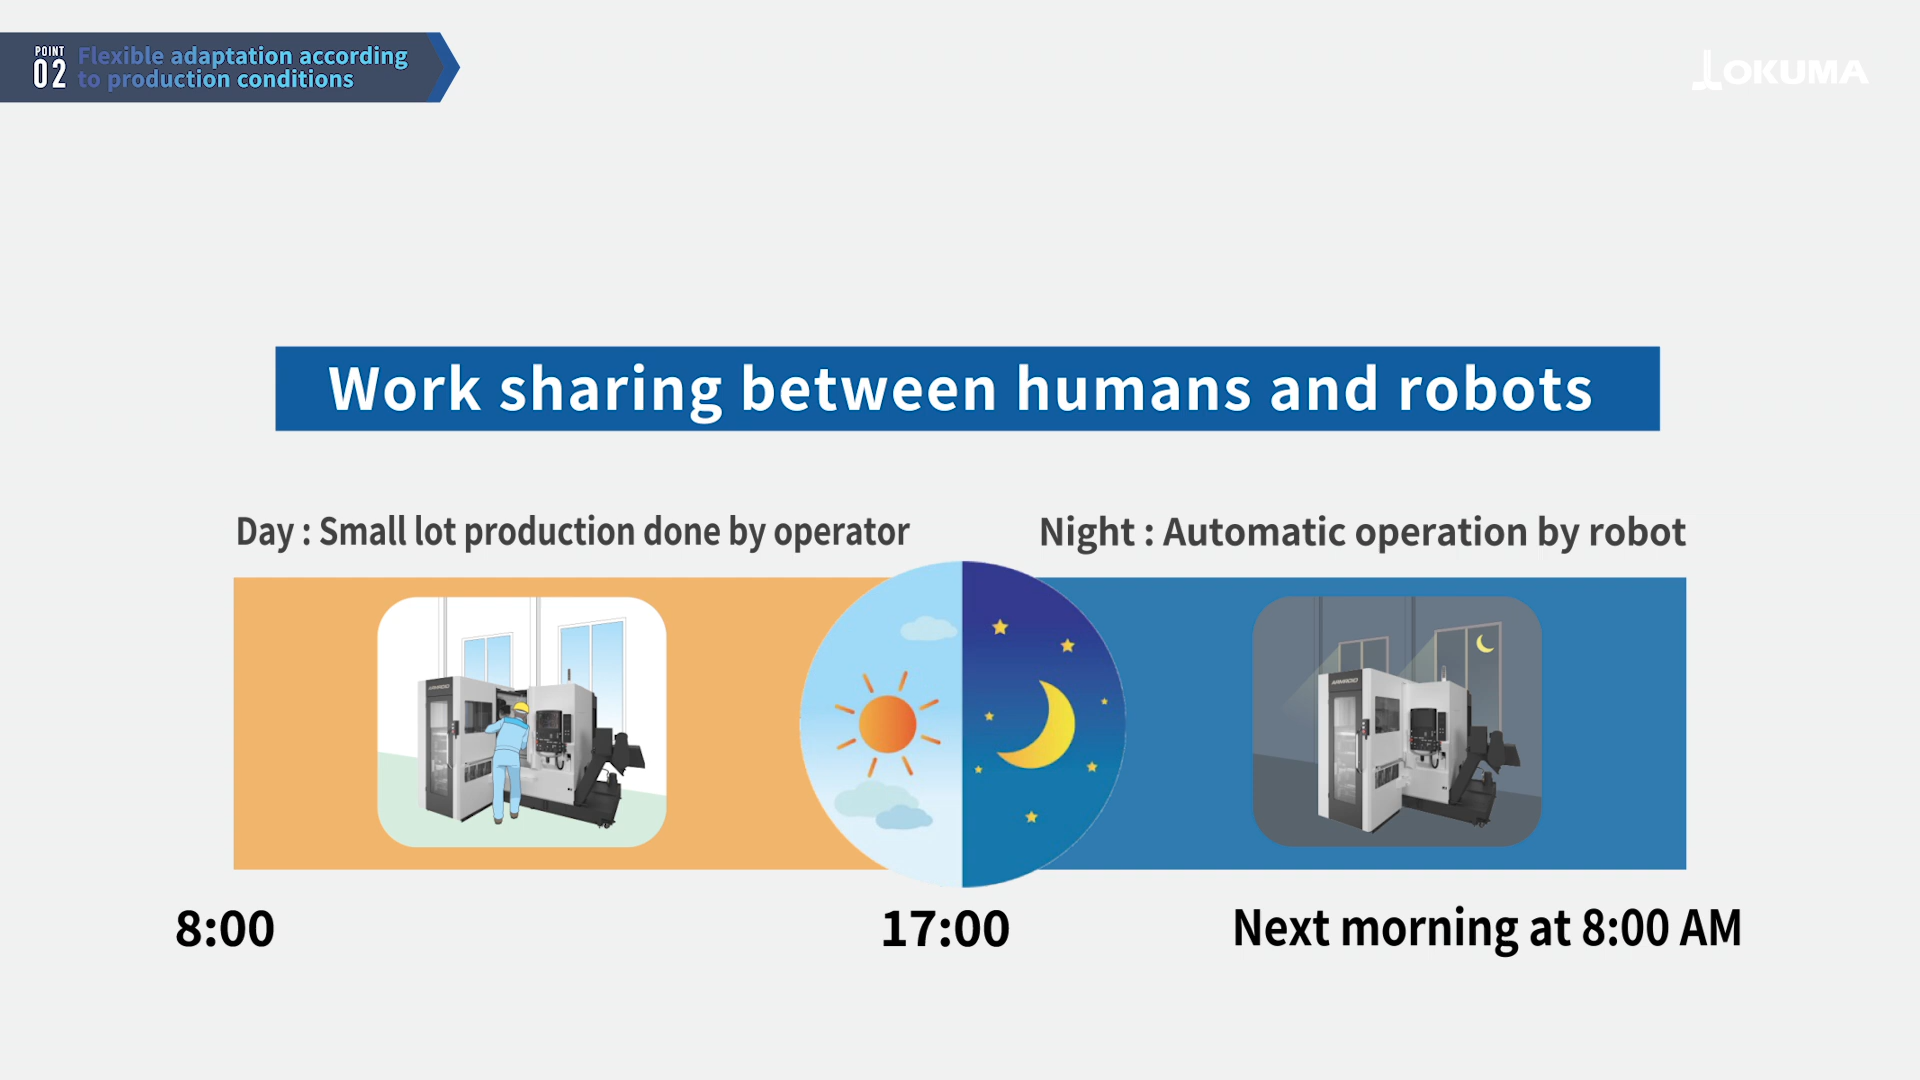 POINT
02
Flexible adaptation according
to production conditions
OKUMA
Work sharing between humans and robots
Day : Small lot production done by operator
Night : Automatic operation by robot
ARMROID
8:00
17:00
Next morning at 8:00 AM